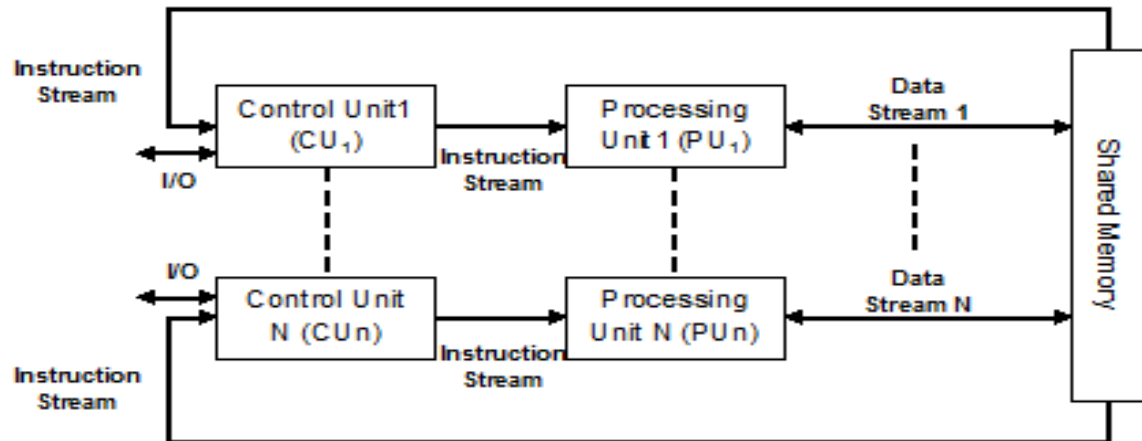 Instruction
Stream
Control Unit1
(CU₁)
I/O
Instruction
Stream
Processing
Unit 1 (PU₁)
Data
Stream 1
Shared Memory
I/O
Control Unit
N (CUn)
Instruction
Stream
Instruction
Stream
Processing
Unit N (PUn)
Data
Stream N